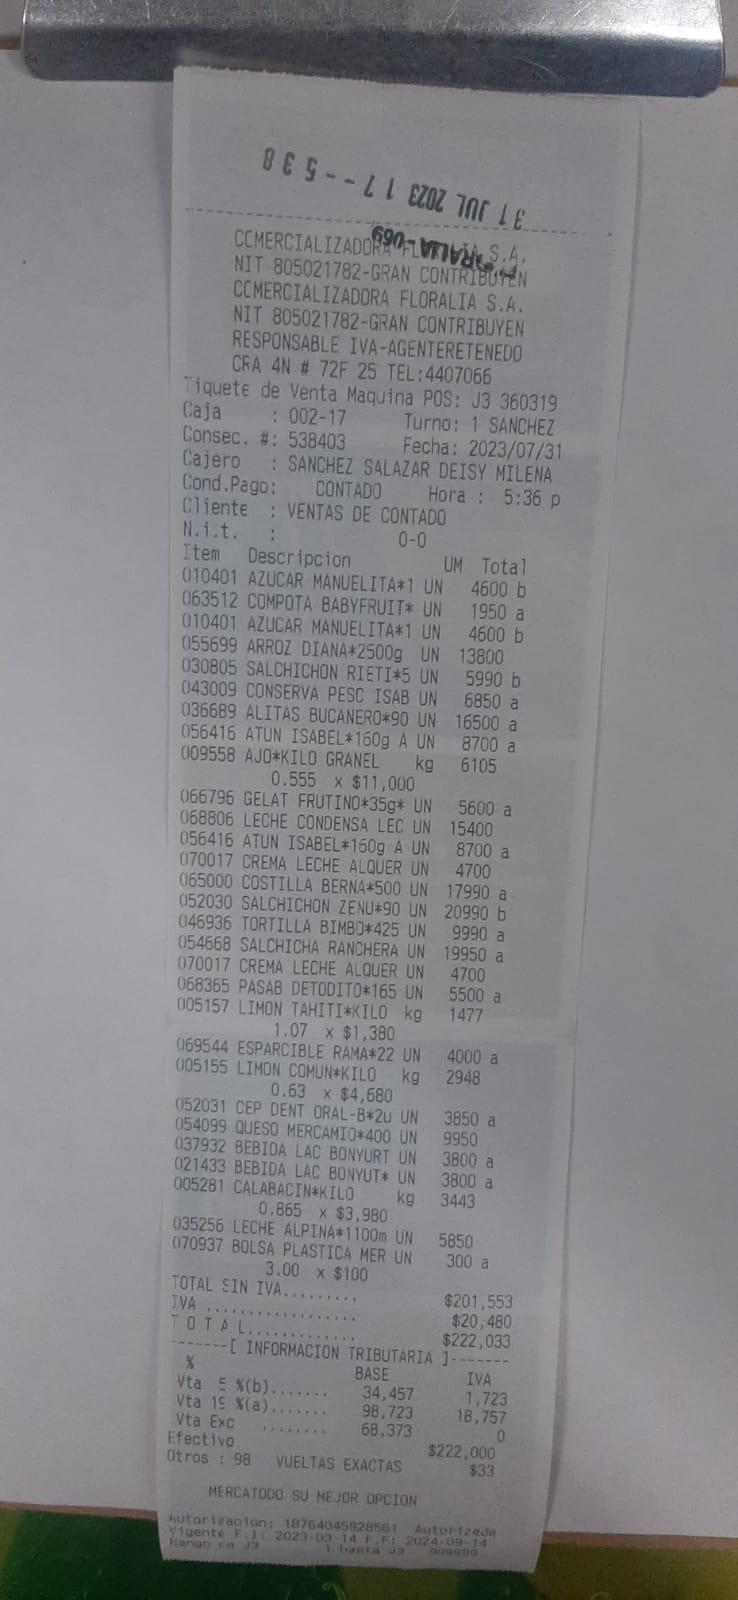 31 JUL 2023 17--538
RALIA-069
CCMERCIALIZADORA FLORALIA S.A.
NIT 805021782-GRAN CONTRIBUYEN
CCMERCIALIZADORA FLORALIA S.A.
NIT 805021782-GRAN CONTRIBUYEN
RESPONSABLE IVA-AGENTERETENEDO
CRA 4N # 72F 25 TEL:4407066
Tiquete de Venta Maquina POS: J3 360319
Caja : 002-17 Turno: 1 SANCHEZ
Consec. #: 538403 Fecha: 2023/07/31
Cajero : SANCHEZ SALAZAR DEISY MILENA
Cond.Pago: CONTADO Hora : 5:36 p
Cliente : VENTAS DE CONTADO
N.i.t. : 0-0
Item Descripcion UM Total
010401 AZUCAR MANUELITA*1 UN 4600 b
063512 COMPOTA BABYFRUIT* UN 1950 a
010401 AZUCAR MANUELITA*1 UN 4600 b
055699 ARROZ DIANA*2500g UN 13800
030805 SALCHICHON RIETI*5 UN 5990 b
043009 CONSERVA PESC ISAB UN 6850 a
036689 ALITAS BUCANERO*90 UN 16500 a
056416 ATUN ISABEL*160g A UN 8700 a
009558 AJO*KILO GRANEL kg 6105
0.555 x $11,000
066796 GELAT FRUTINO*35g* UN 5600 a
068806 LECHE CONDENSA LEC UN 15400
056416 ATUN ISABEL*160g A UN 8700 a
070017 CREMA LECHE ALQUER UN 4700
065000 COSTILLA BERNA*500 UN 17990 a
052030 SALCHICHON ZENU*90 UN 20990 b
046936 TORTILLA BIMBO*425 UN 9990 a
054668 SALCHICHA RANCHERA UN 19950 a
070017 CREMA LECHE ALQUER UN 4700
068365 PASAB DETODITO*165 UN 5500 a
005157 LIMON TAHITI*KILO kg 1477
1.07 x $1,380
069544 ESPARCIBLE RAMA*22 UN 4000 a
005155 LIMON COMUN*KILO kg 2948
0.63 x $4,680
052031 CEP DENT ORAL-B*2u UN 3850 a
054099 QUESO MERCAMIO*400 UN 9950
037932 BEBIDA LAC BONYURT UN 3800 a
021433 BEBIDA LAC BONYUT* UN 3800 a
005281 CALABACIN*KILO kg 3443
0.865 x $3,980
035256 LECHE ALPINA*1100m UN 5850
070937 BOLSA PLASTICA MER UN 300 a
3.00 x $100
TOTAL SIN IVA......... $201,553
IVA .................. $20,480
T O T A L............. $222,033
-------[ INFORMACION TRIBUTARIA ]-------
% BASE IVA
Vta 5 %(b)....... 34,457 1,723
Vta 19 %(a)....... 98,723 18,757
Vta Exc ........ 68,373 0
Efectivo $222,000
Otros : 98 VUELTAS EXACTAS $33
MERCATODO SU MEJOR OPCION
Autorizacion: 18764045928561 Autorizada
Vigente F.I: 2023-03-14 F.F: 2024-09-14
Rango de J3 1 hasta J3 999999